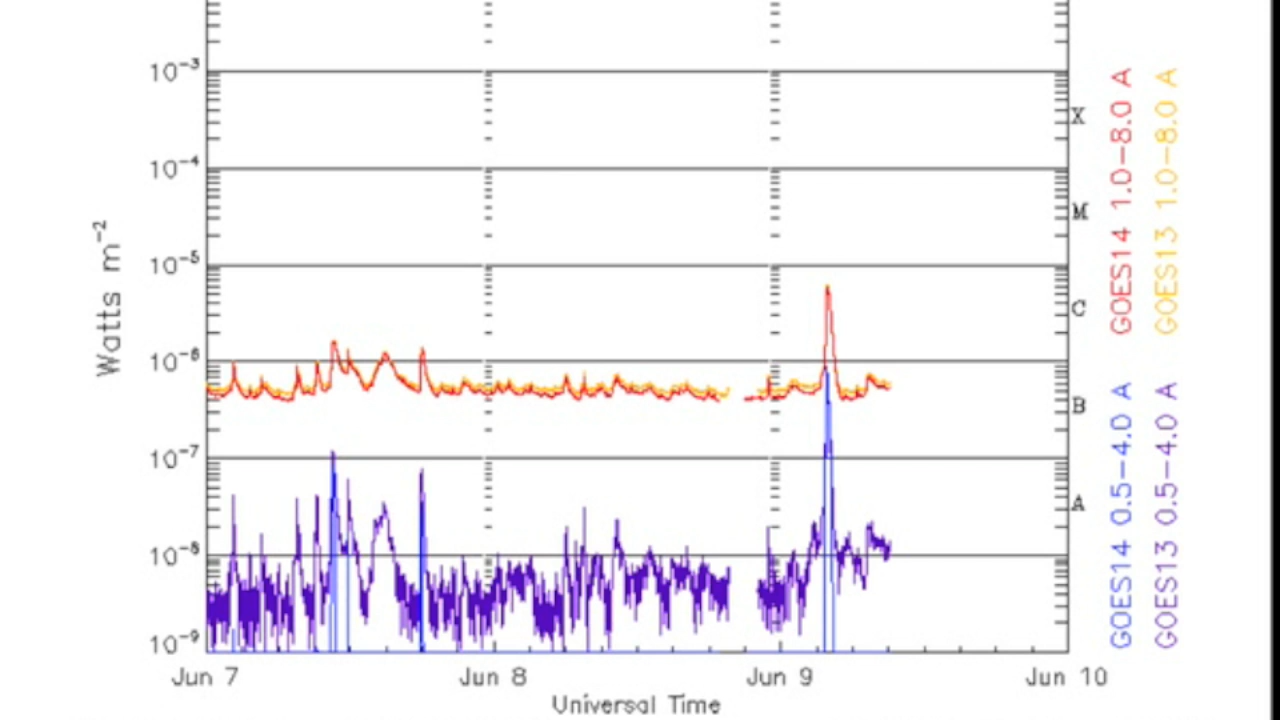 10⁻³
10⁻⁴
10⁻⁵
10⁻⁶
10⁻⁷
10⁻⁸
10⁻⁹
Watts m⁻²
Jun 7
Jun 8
Jun 9
Jun 10
Universal Time
X
M
C
B
A
GOES14 1.0-8.0 A
GOES13 1.0-8.0 A
GOES14 0.5-4.0 A
GOES13 0.5-4.0 A